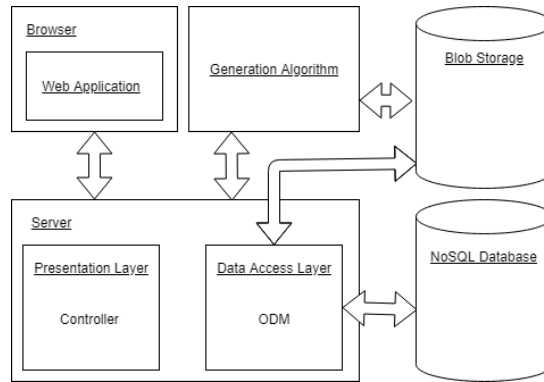 Browser
Web Application
Generation Algorithm
Blob Storage
Server
Presentation Layer
Controller
Data Access Layer
ODM
NoSQL Database